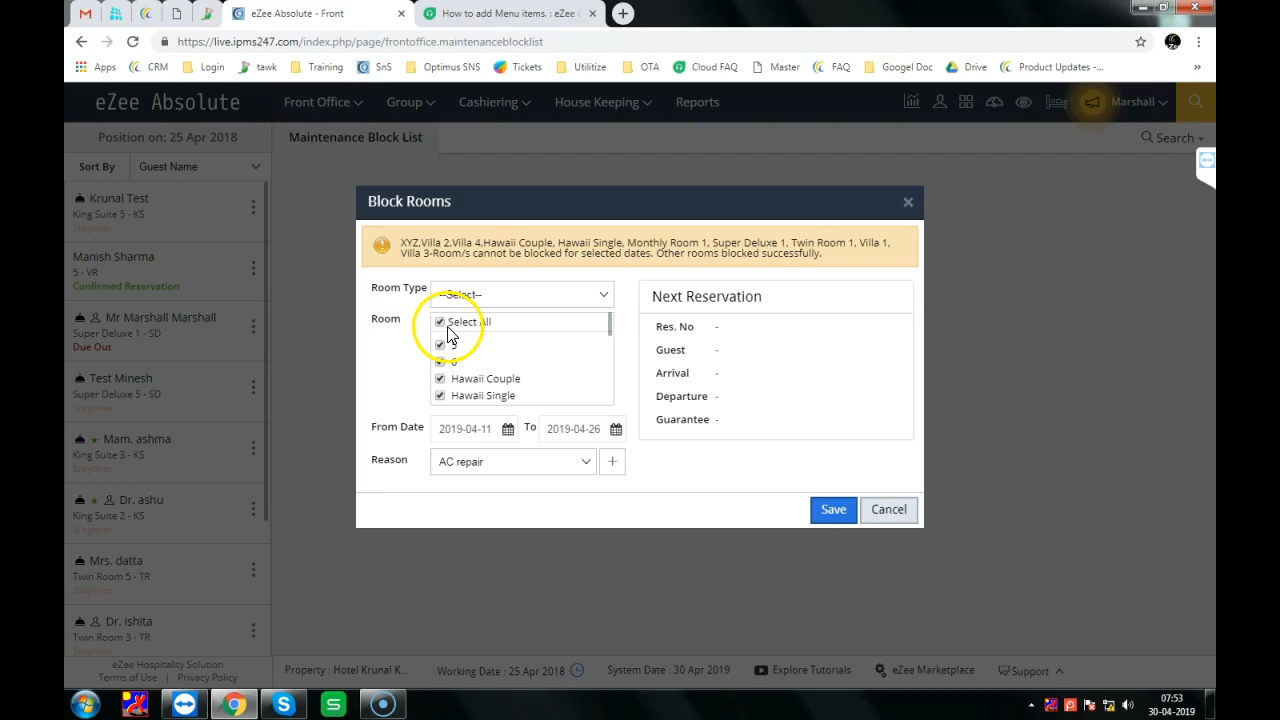 eZee Absolute - Front
How to add Menu items. : eZee
https://live.ipms247.com/index.php/page/frontoffice.maintenanceblocklist
Apps CRM Login tawk Training SnS Optimus SNS Tickets Utilitize OTA Cloud FAQ Master FAQ Googel Doc Drive Product Updates -... »
eZee Absolute Front Office Group Cashiering House Keeping Reports Marshall
Position on: 25 Apr 2018 Maintenance Block List Search
Sort By Guest Name
Krunal Test
King Suite 5 - KS
Stayover
Manish Sharma
5 - VR
Confirmed Reservation
Mr Marshall Marshall
Super Deluxe 1 - SD
Due Out
Test Minesh
Super Deluxe 5 - SD
Stayover
Mam. ashma
King Suite 3 - KS
Stayover
Dr. ashu
King Suite 2 - KS
Stayover
Mrs. datta
Twin Room 5 - TR
Stayover
Dr. ishita
Twin Room 3 - TR
Stayover
Block Rooms
XYZ,Villa 2,Villa 4,Hawaii Couple, Hawaii Single, Monthly Room 1, Super Deluxe 1, Twin Room 1, Villa 1,
Villa 3-Room/s cannot be blocked for selected dates. Other rooms blocked successfully.
Room Type --Select--
Room Select All
5
6
Hawaii Couple
Hawaii Single
From Date 2019-04-11 To 2019-04-26
Reason AC repair +
Next Reservation
Res. No -
Guest -
Arrival -
Departure -
Guarantee -
Save Cancel
eZee Hospitality Solution
Terms of Use | Privacy Policy
Property : Hotel Krunal K... Working Date : 25 Apr 2018 System Date : 30 Apr 2019 Explore Tutorials eZee Marketplace Support
07:53
30-04-2019